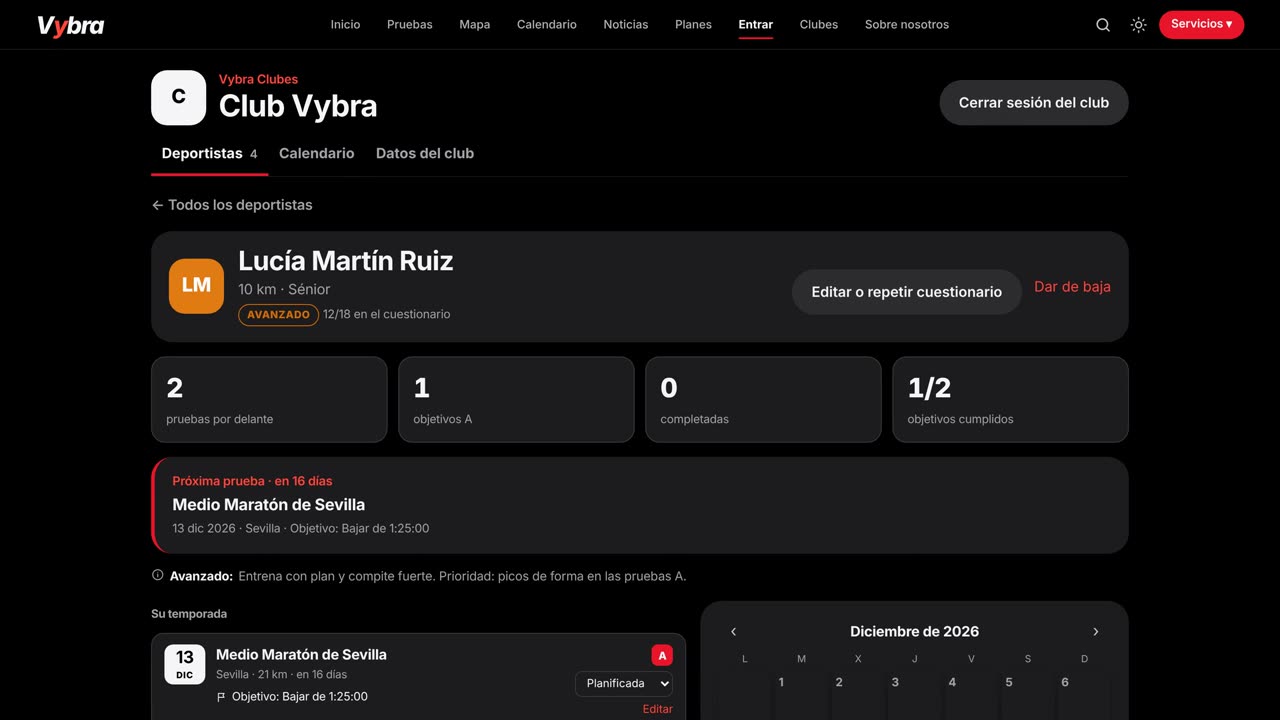 Vybra
Inicio Pruebas Mapa Calendario Noticias Planes Entrar Clubes Sobre nosotros
Servicios ▾
C
Vybra Clubes
Club Vybra
Cerrar sesión del club
Deportistas 4 Calendario Datos del club
← Todos los deportistas
LM
Lucía Martín Ruiz
10 km · Sénior
AVANZADO 12/18 en el cuestionario
Editar o repetir cuestionario
Dar de baja
2
pruebas por delante
1
objetivos A
0
completadas
1/2
objetivos cumplidos
Próxima prueba · en 16 días
Medio Maratón de Sevilla
13 dic 2026 · Sevilla · Objetivo: Bajar de 1:25:00
Avanzado: Entrena con plan y compite fuerte. Prioridad: picos de forma en las pruebas A.
Su temporada
13
DIC
Medio Maratón de Sevilla
Sevilla · 21 km · en 16 días
Objetivo: Bajar de 1:25:00
A
Planificada
Editar
‹ Diciembre de 2026 ›
L M X J V S D
1 2 3 4 5 6